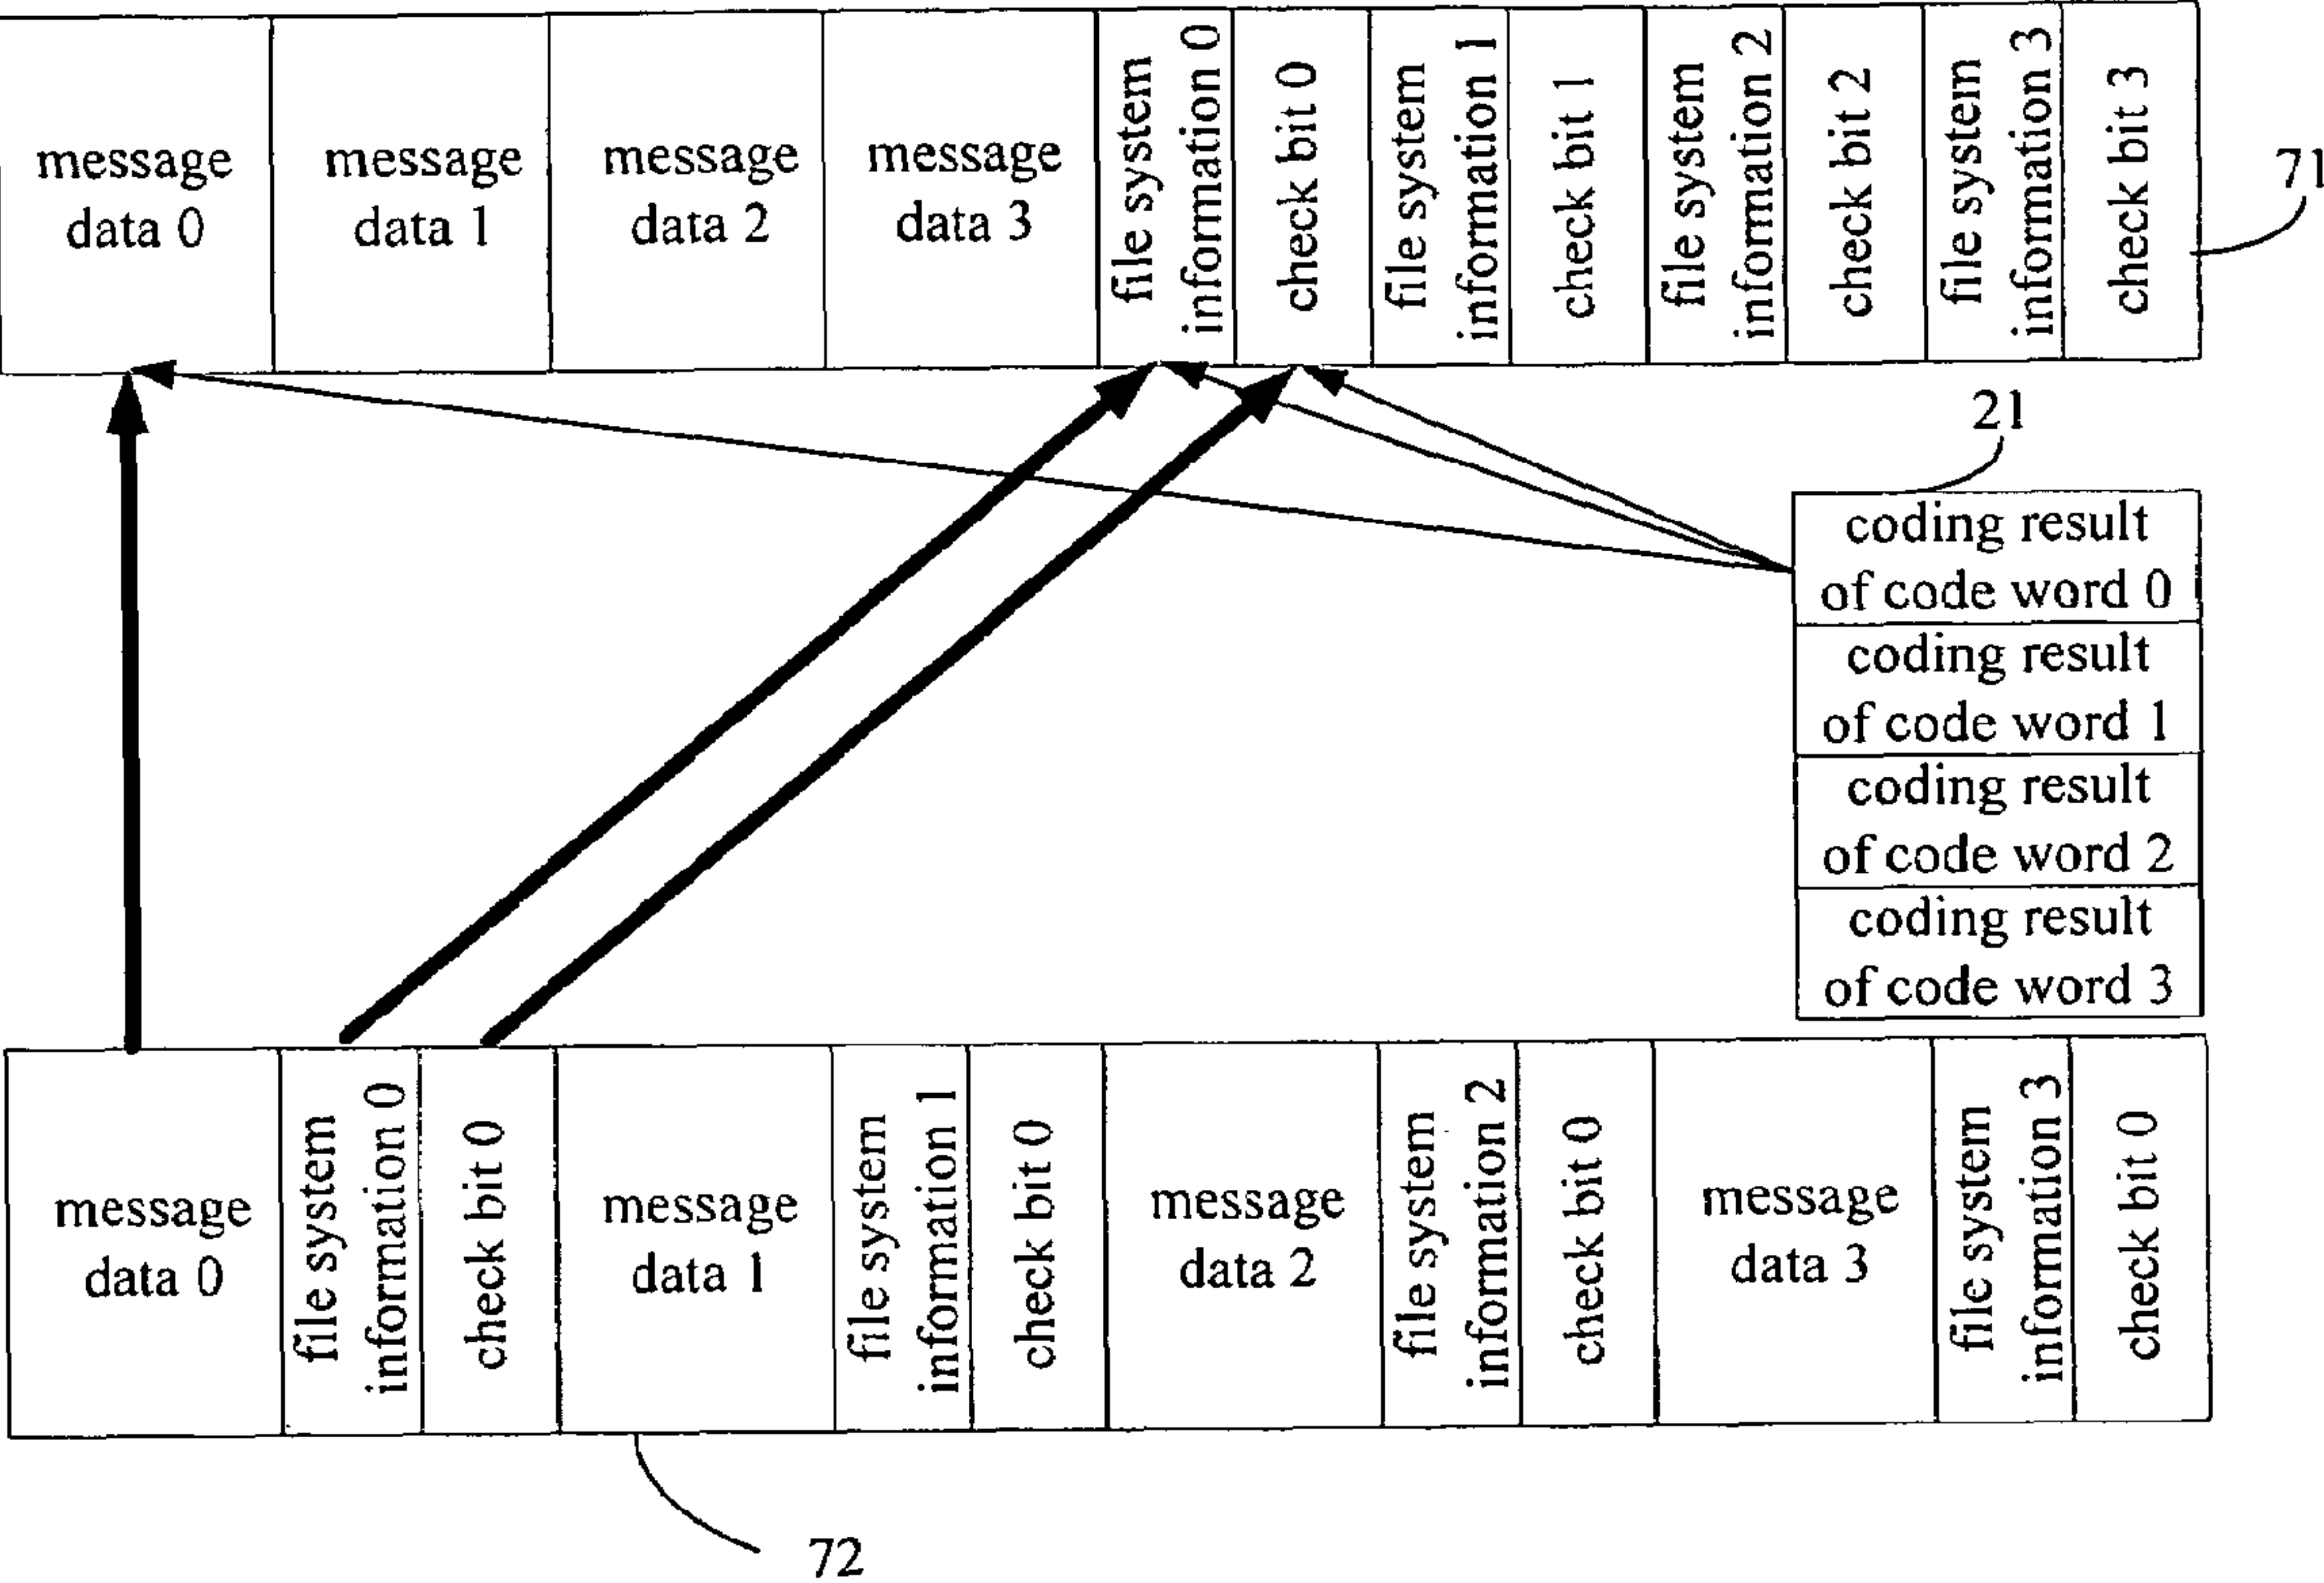 message
data 0
message
data 1
message
data 2
message
data 3
file system
information 0
check bit 0
file system
information 1
check bit 1
file system
information 2
check bit 2
file system
information 3
check bit 3
71
21
coding result
of code word 0
coding result
of code word 1
coding result
of code word 2
coding result
of code word 3
message
data 0
file system
information 0
check bit 0
message
data 1
file system
information 1
check bit 0
message
data 2
file system
information 2
check bit 0
message
data 3
file system
information 3
check bit 0
72